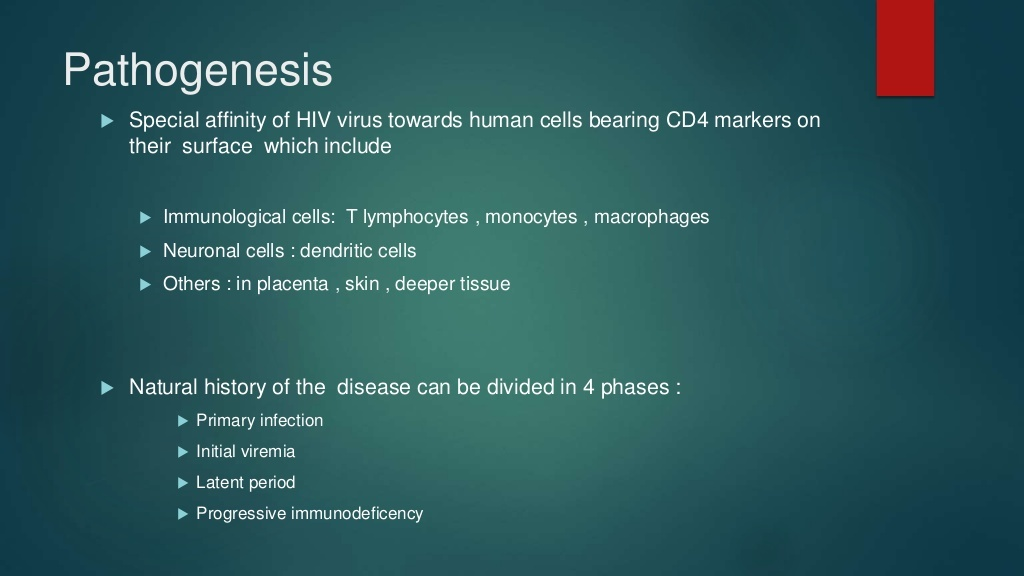 Pathogenesis
Special affinity of HIV virus towards human cells bearing CD4 markers on
their surface which include
Immunological cells: T lymphocytes , monocytes , macrophages
Neuronal cells : dendritic cells
Others : in placenta , skin , deeper tissue
Natural history of the disease can be divided in 4 phases :
Primary infection
Initial viremia
Latent period
Progressive immunodeficency